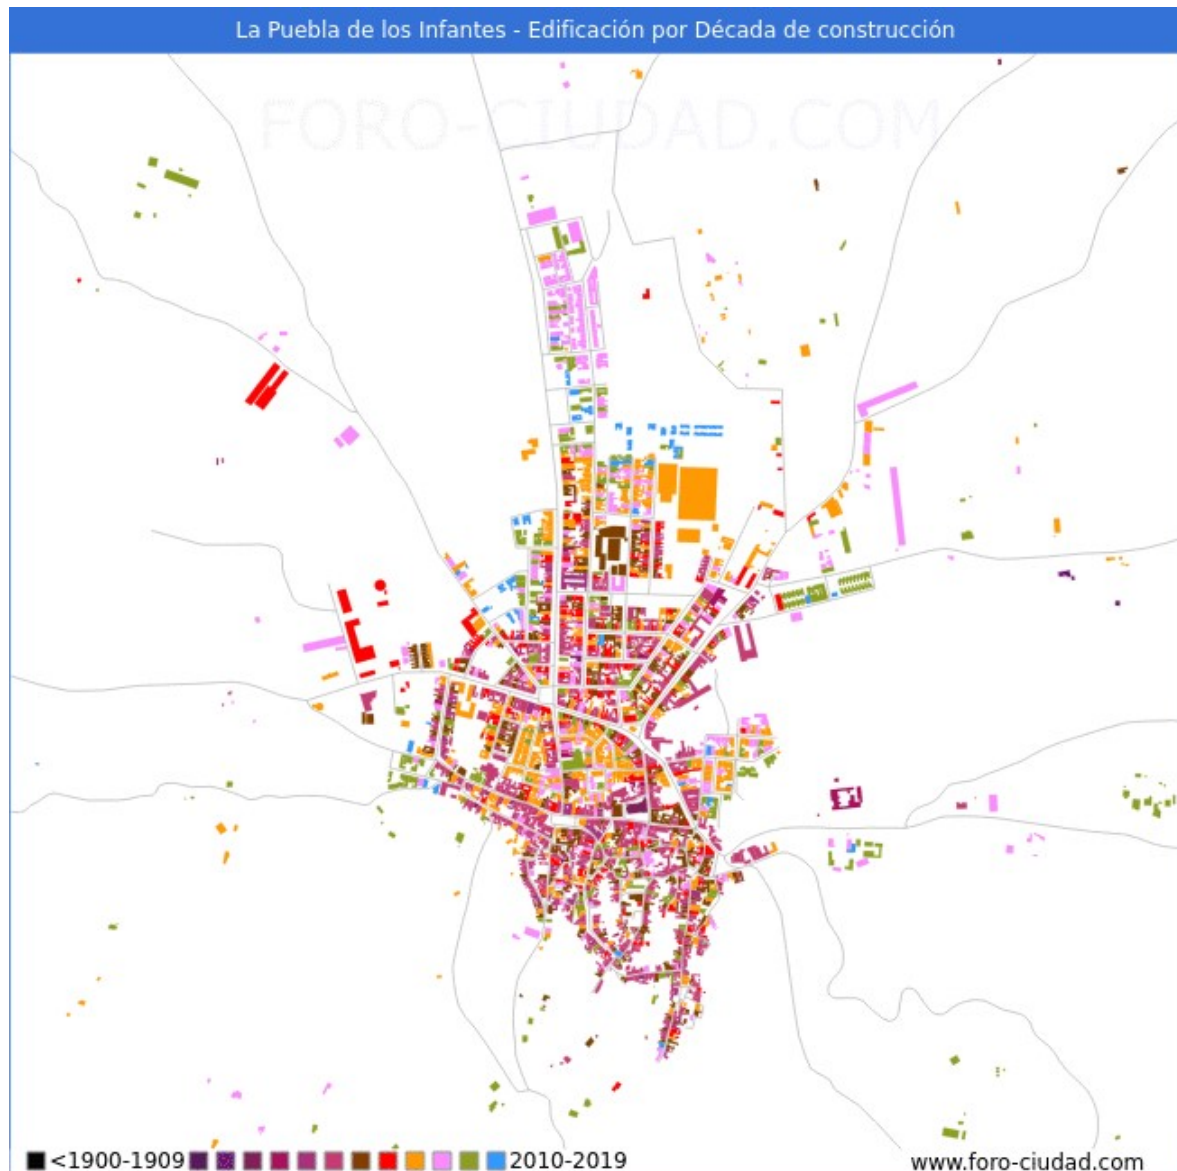 La Puebla de los Infantes - Edificación por Década de construcción
FORO-CIUDAD.COM
<1900-1909 2010-2019
www.foro-ciudad.com